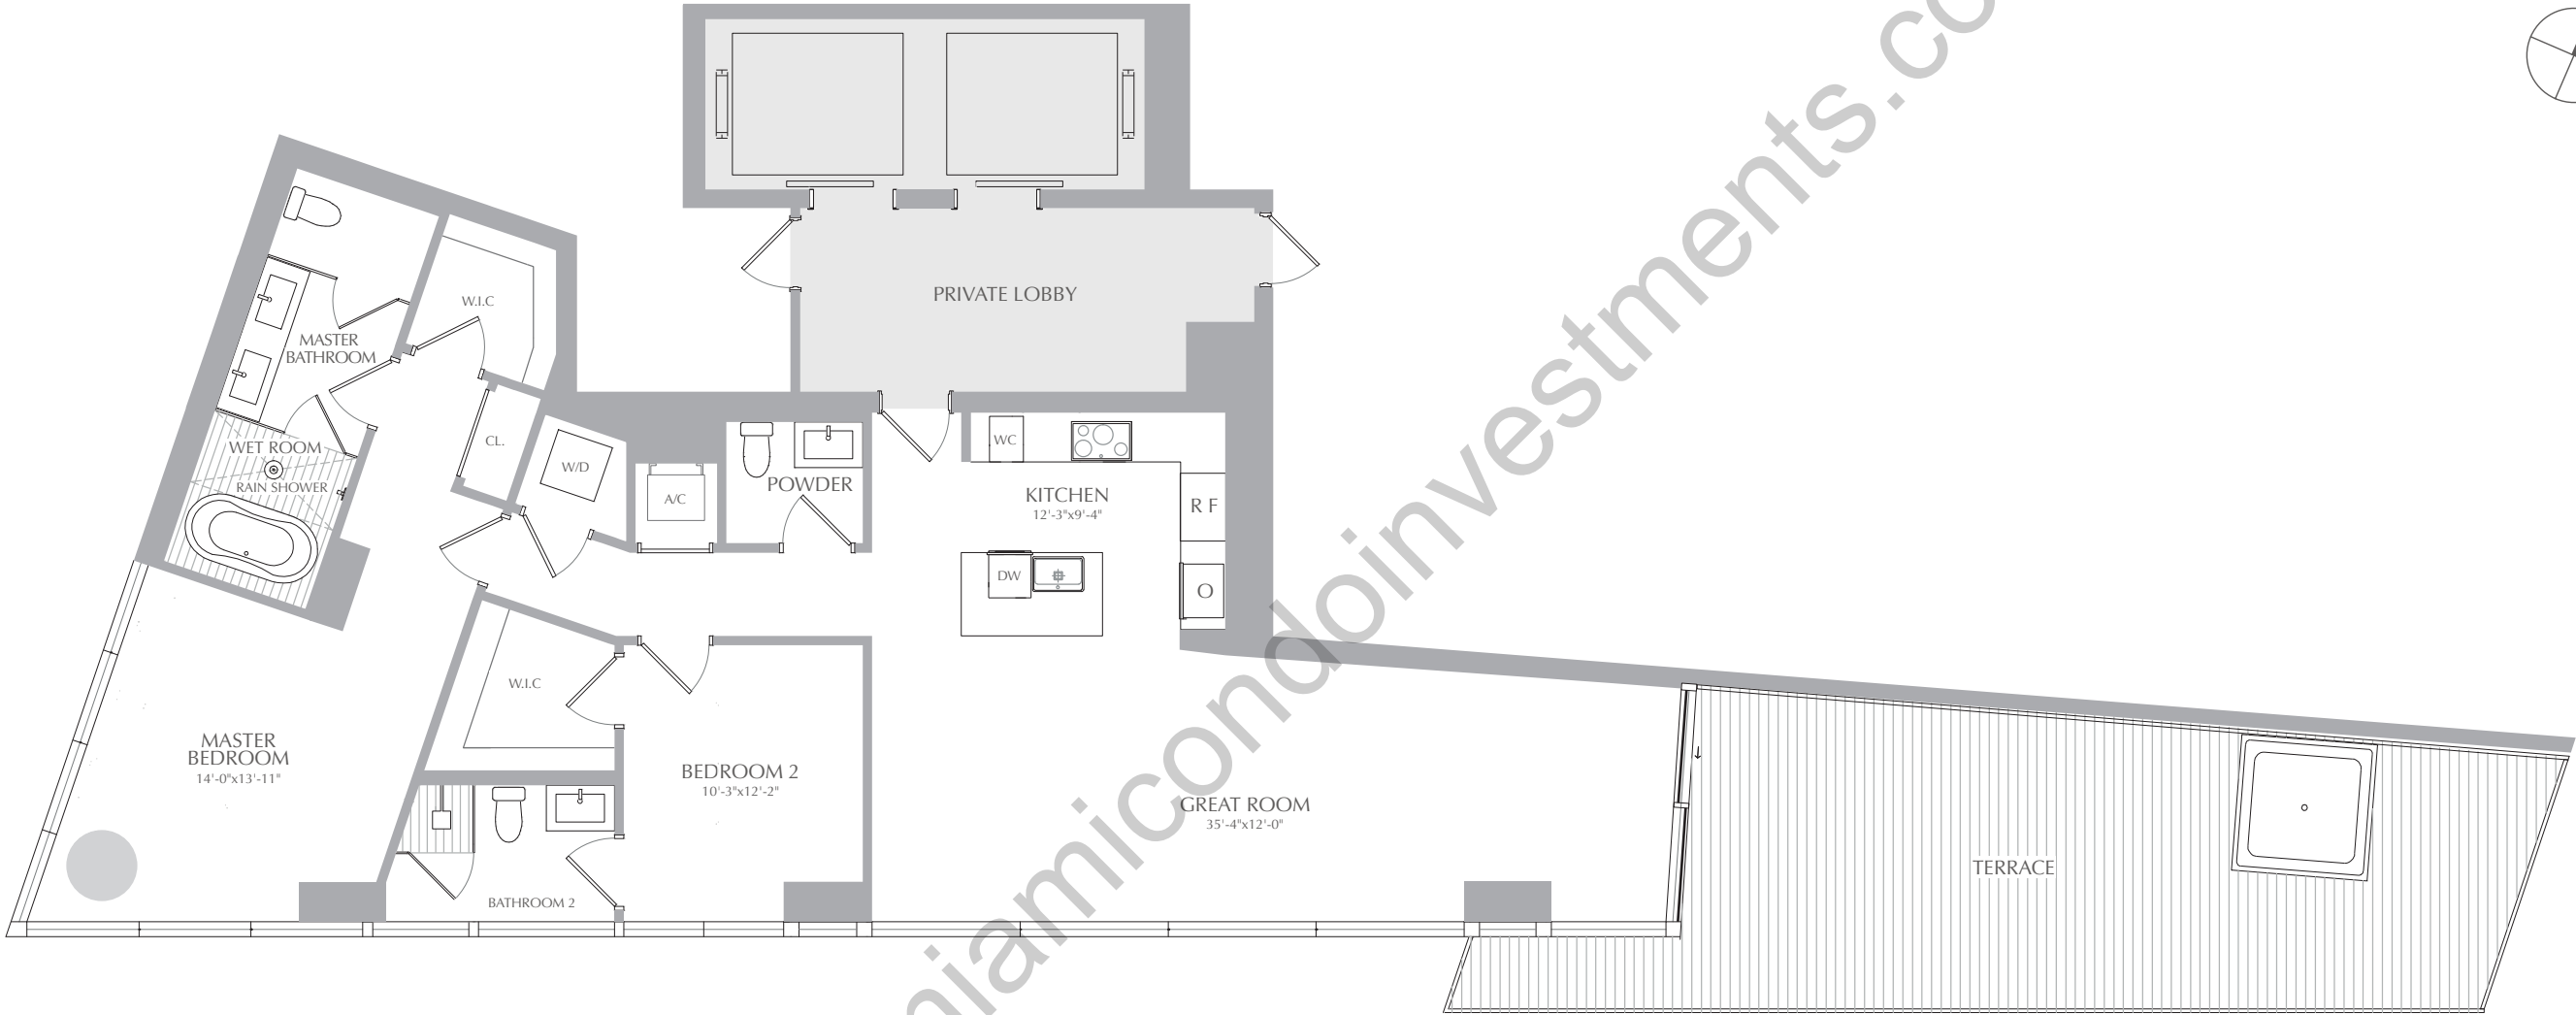 PRIVATE LOBBY
W.I.C
MASTER
BATHROOM
CL.
WET ROOM
RAIN SHOWER
W/D
A/C
POWDER
WC
KITCHEN
12'-3"x9'-4"
R F
DW
O
W.I.C
MASTER
BEDROOM
14'-0"x13'-11"
BEDROOM 2
10'-3"x12'-2"
GREAT ROOM
35'-4"x12'-0"
TERRACE
BATHROOM 2
miamicondoinvestments.co